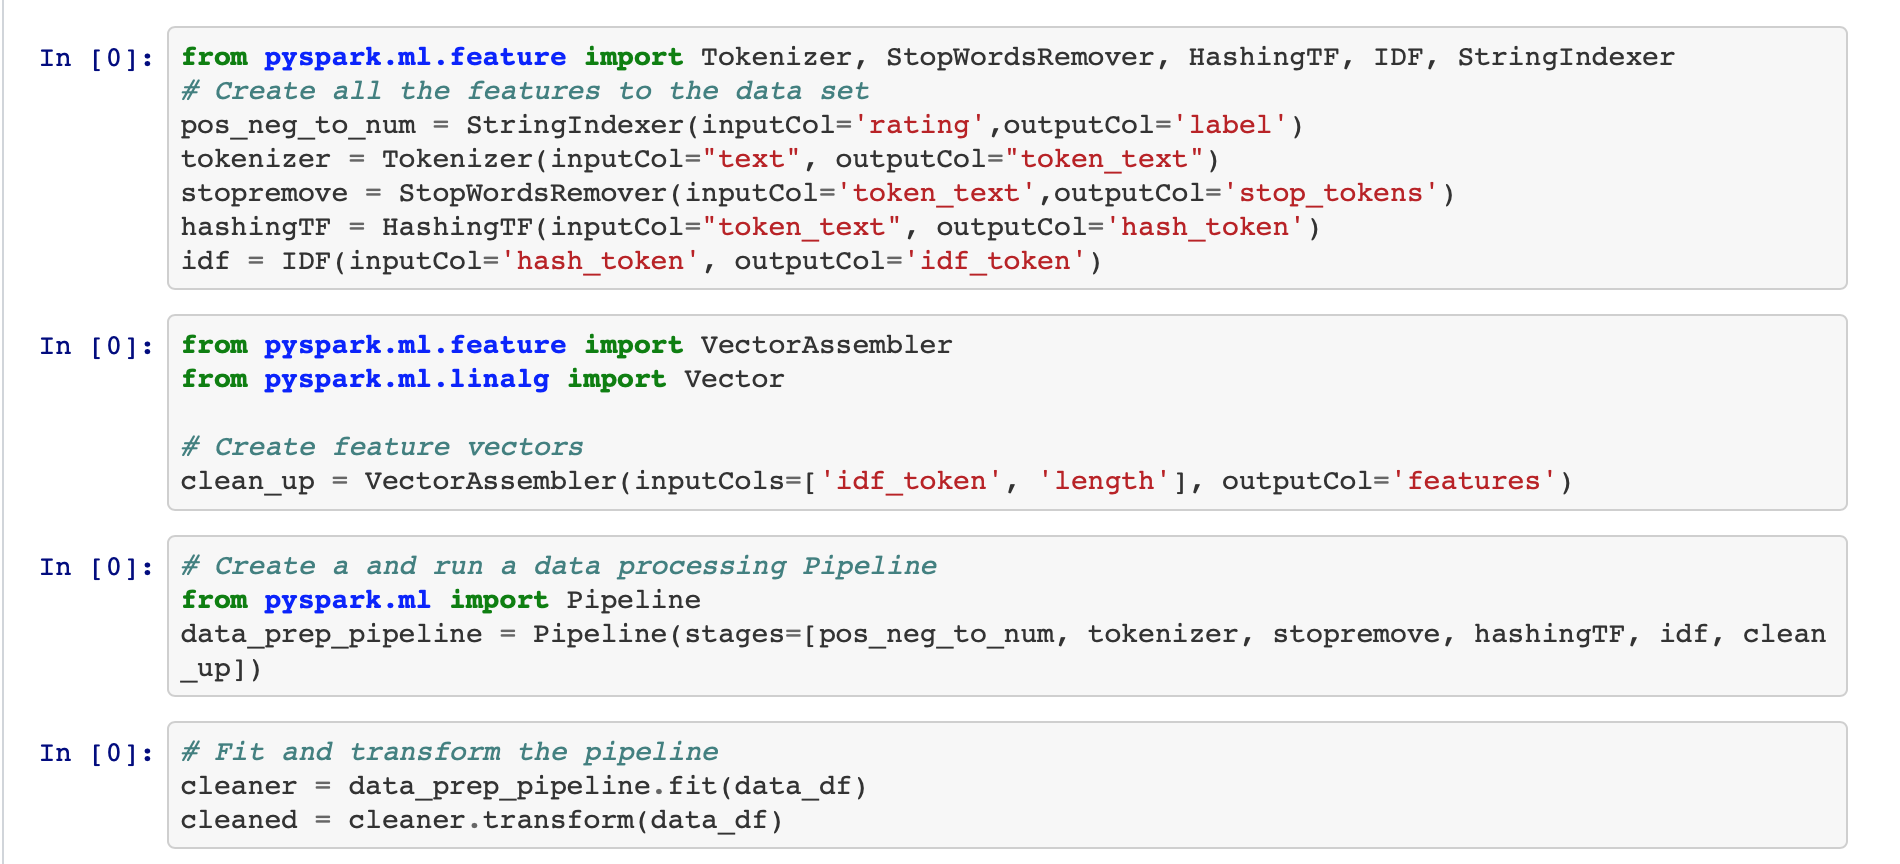 In [0]:
from pyspark.ml.feature import Tokenizer, StopWordsRemover, HashingTF, IDF, StringIndexer
# Create all the features to the data set
pos_neg_to_num = StringIndexer(inputCol='rating',outputCol='label')
tokenizer = Tokenizer(inputCol="text", outputCol="token_text")
stopremove = StopWordsRemover(inputCol='token_text',outputCol='stop_tokens')
hashingTF = HashingTF(inputCol="token_text", outputCol='hash_token')
idf = IDF(inputCol='hash_token', outputCol='idf_token')
In [0]:
from pyspark.ml.feature import VectorAssembler
from pyspark.ml.linalg import Vector
# Create feature vectors
clean_up = VectorAssembler(inputCols=['idf_token', 'length'], outputCol='features')
In [0]:
# Create a and run a data processing Pipeline
from pyspark.ml import Pipeline
data_prep_pipeline = Pipeline(stages=[pos_neg_to_num, tokenizer, stopremove, hashingTF, idf, clean
_up])
In [0]:
# Fit and transform the pipeline
cleaner = data_prep_pipeline.fit(data_df)
cleaned = cleaner.transform(data_df)